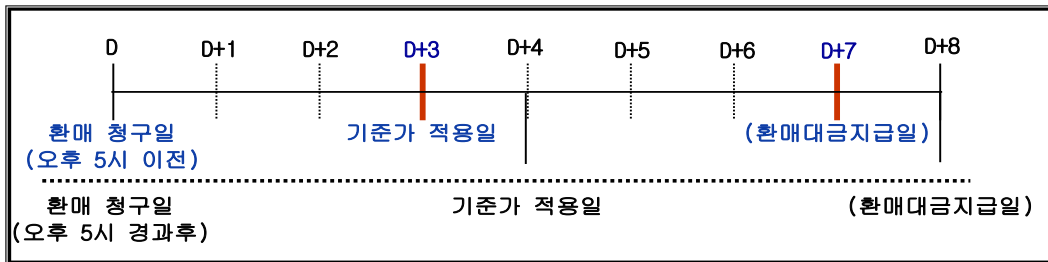 D D+1 D+2 D+3 D+4 D+5 D+6 D+7 D+8
환매 청구일 기준가 적용일 (환매대금지급일)
(오후 5시 이전)
환매 청구일 기준가 적용일 (환매대금지급일)
(오후 5시 경과후)